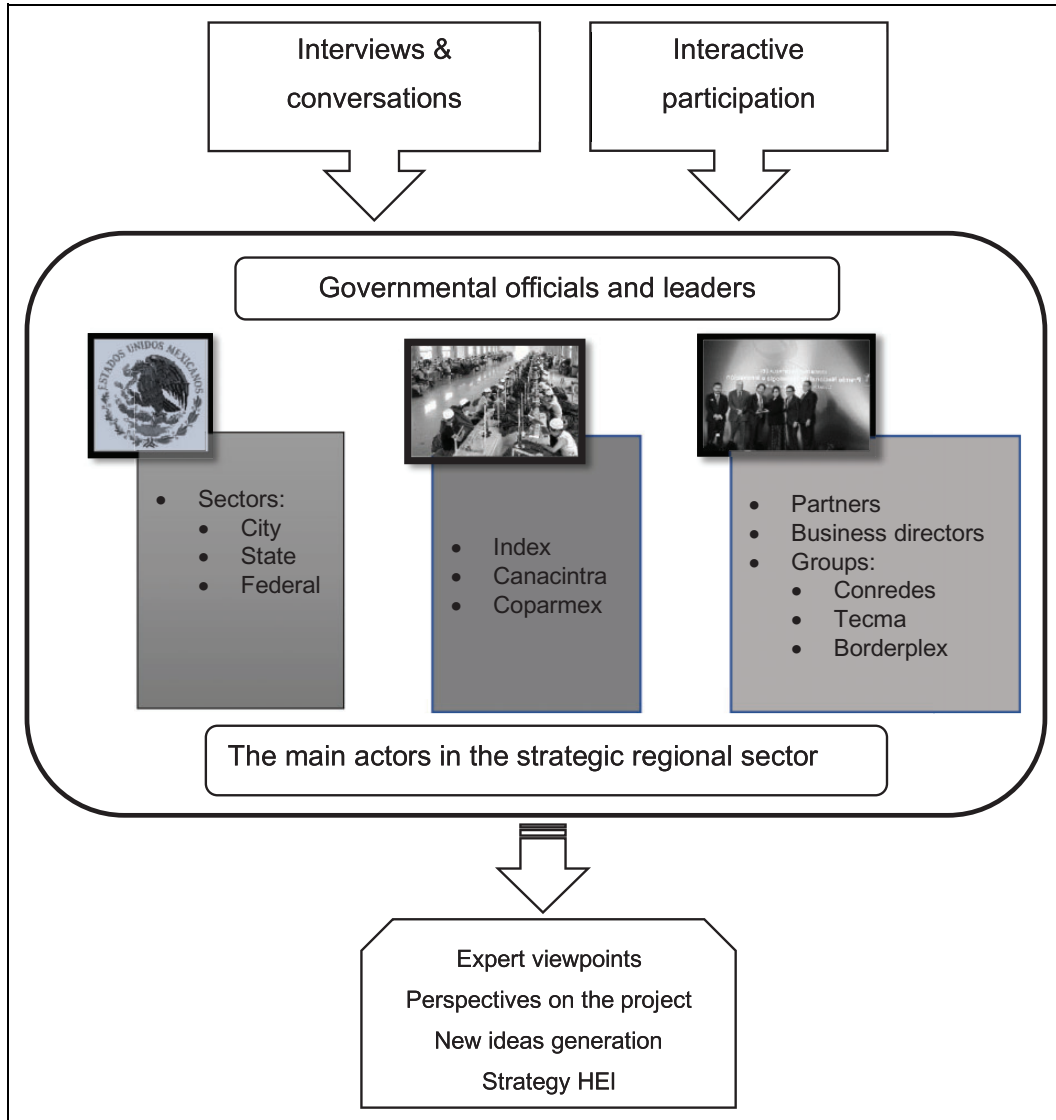 Interviews &
conversations
Interactive
participation
Governmental officials and leaders
ESTADOS UNIDOS MEXICANOS
• Sectors:
• City
• State
• Federal
• Index
• Canacintra
• Coparmex
• Partners
• Business directors
• Groups:
• Conredes
• Tecma
• Borderplex
The main actors in the strategic regional sector
Expert viewpoints
Perspectives on the project
New ideas generation
Strategy HEI